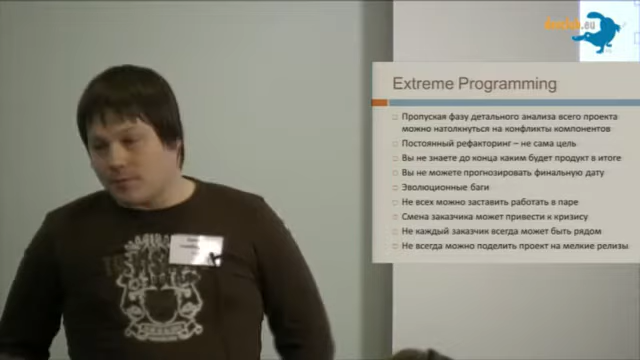 Extreme Programming
Пропуская фазу детального анализа всего проекта
можно натолкнуться на конфликты компонентов
Постоянный рефакторинг – не сама цель
Вы не знаете до конца каким будет продукт в итоге
Вы не можете прогнозировать финальную дату
Эволюционные баги
Не всех можно заставить работать в паре
Смена заказчика может привести к кризису
Не каждый заказчик всегда может быть рядом
Не всегда можно поделить проект на мелкие релизы